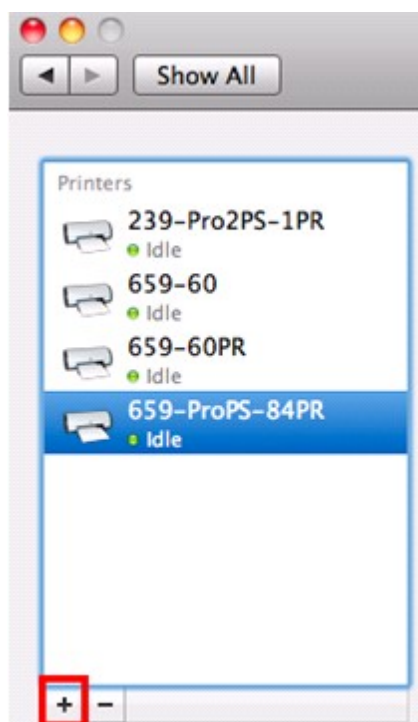 Show All
Printers
239-Pro2PS-1PR
Idle
659-60
Idle
659-60PR
Idle
659-ProPS-84PR
Idle
+ −